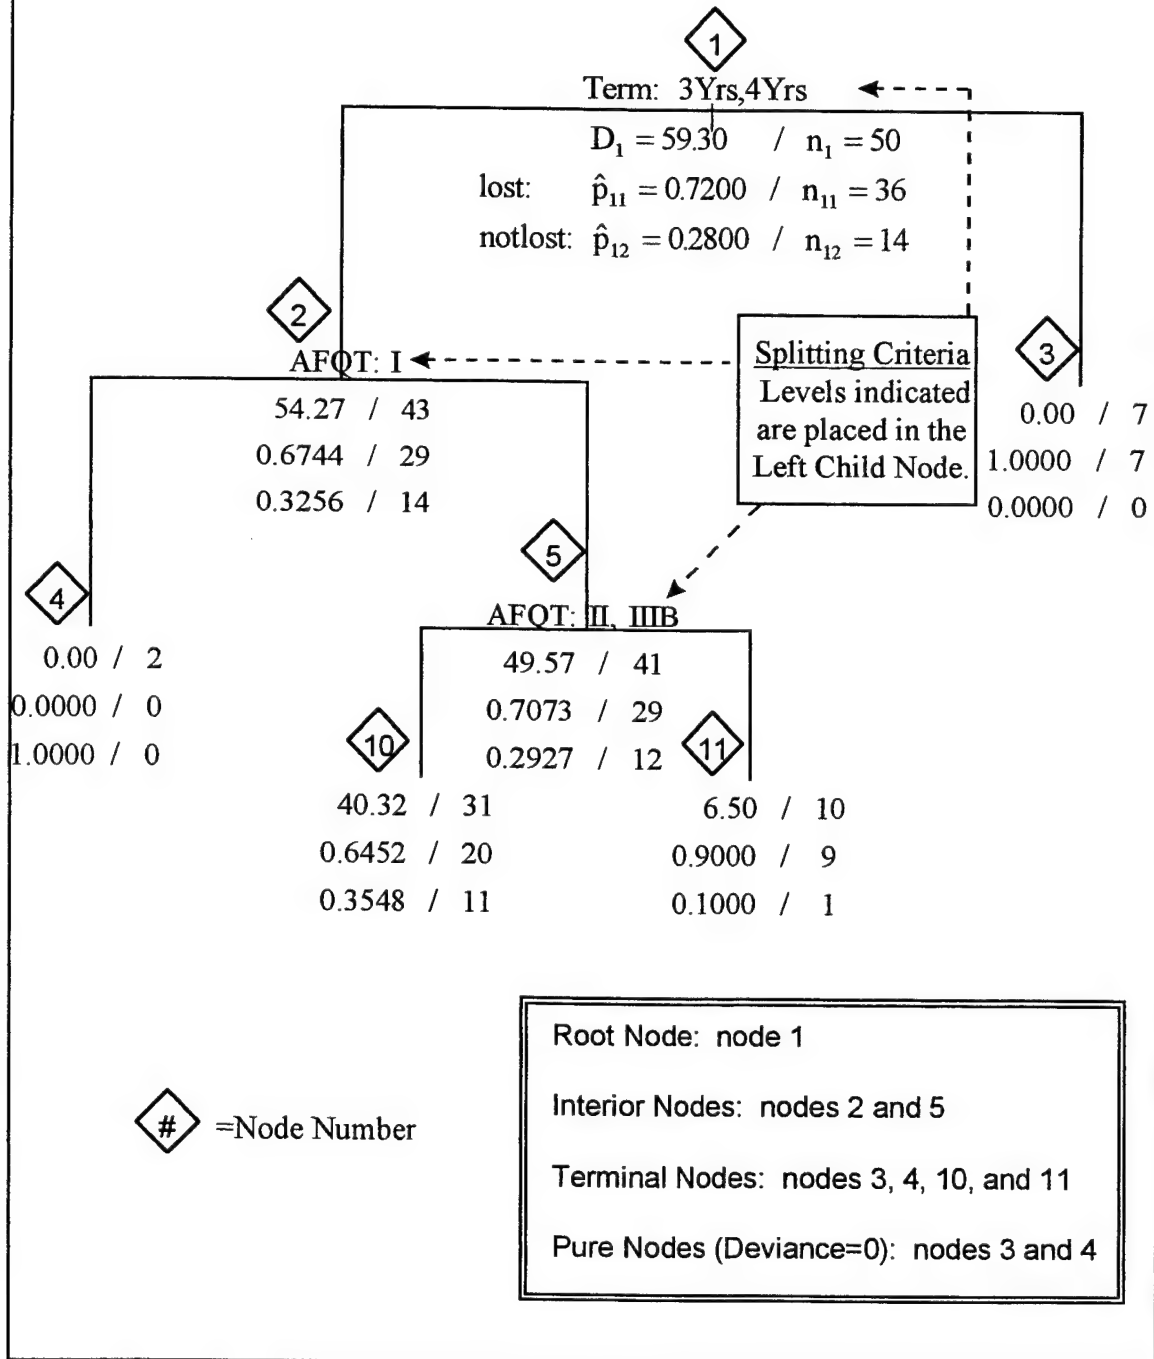 1
Term: 3Yrs,4Yrs
D₁ = 59.30 / n₁ = 50
lost: p̂₁₁ = 0.7200 / n₁₁ = 36
notlost: p̂₁₂ = 0.2800 / n₁₂ = 14
2
AFQT: I
54.27 / 43
0.6744 / 29
0.3256 / 14
Splitting Criteria
Levels indicated
are placed in the
Left Child Node.
3
0.00 / 7
1.0000 / 7
0.0000 / 0
4
0.00 / 2
0.0000 / 0
1.0000 / 0
5
AFQT: II, IIIB
49.57 / 41
0.7073 / 29
0.2927 / 12
10
40.32 / 31
0.6452 / 20
0.3548 / 11
11
6.50 / 10
0.9000 / 9
0.1000 / 1
# =Node Number
Root Node: node 1
Interior Nodes: nodes 2 and 5
Terminal Nodes: nodes 3, 4, 10, and 11
Pure Nodes (Deviance=0): nodes 3 and 4